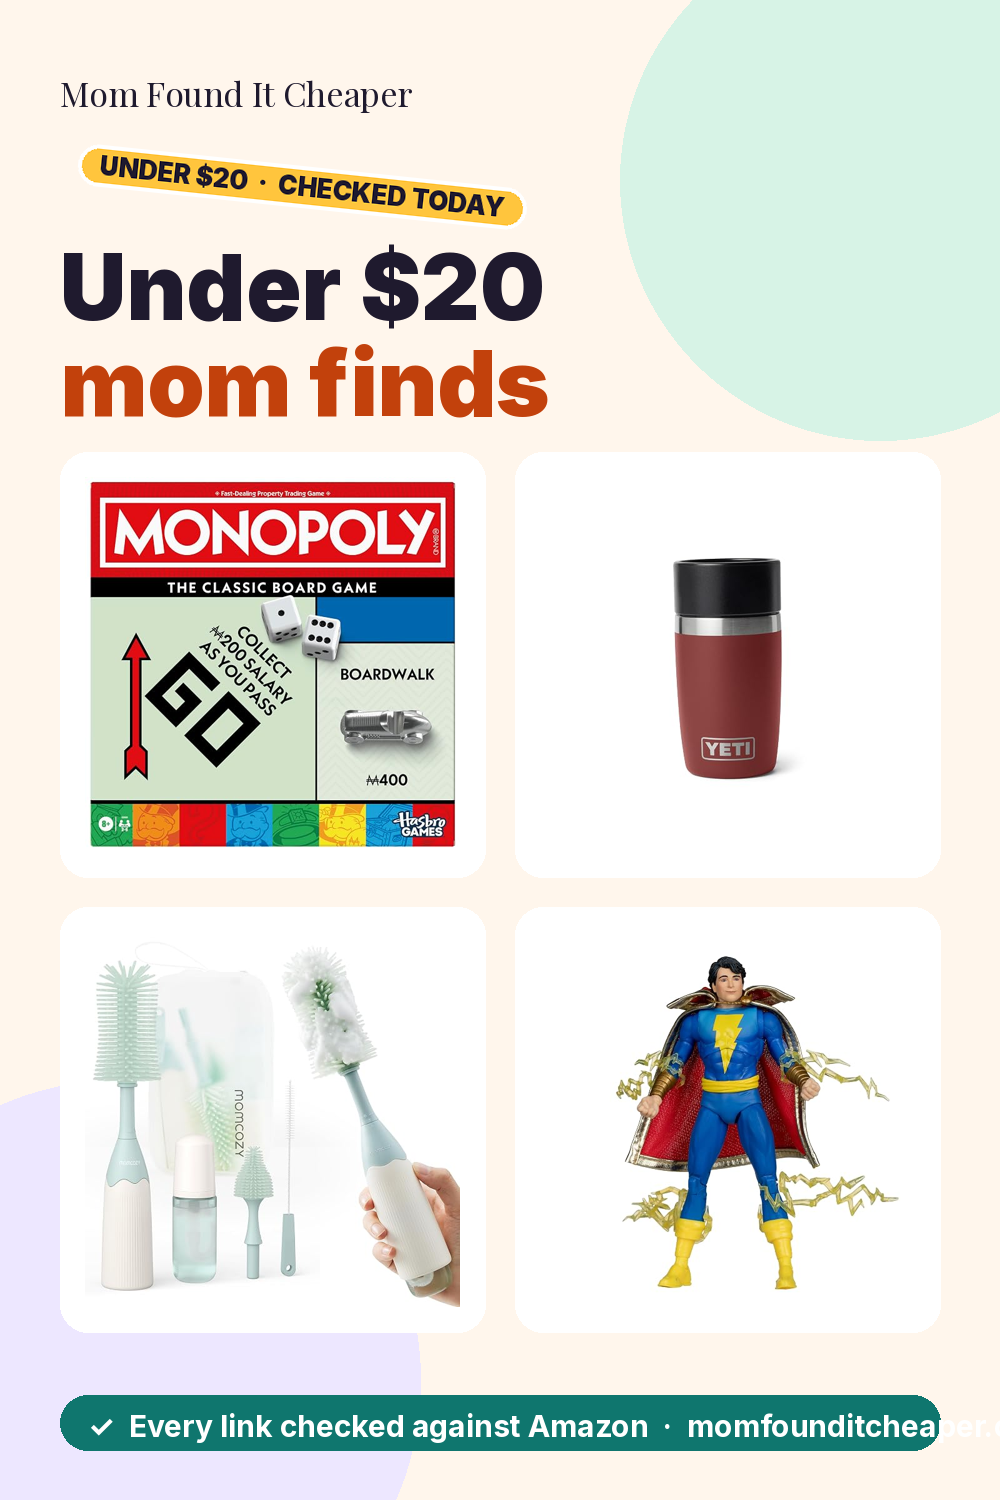 Mom Found It Cheaper
UNDER $20 · CHECKED TODAY
Under $20
mom finds
Fast-Dealing Property Trading Game
MONOPOLY
BRAND
THE CLASSIC BOARD GAME
COLLECT
₩200 SALARY
AS YOU PASS
GO
BOARDWALK
₩400
8+
Hasbro
GAMES
YETI
momcozy
✓ Every link checked against Amazon · momfounditcheaper.